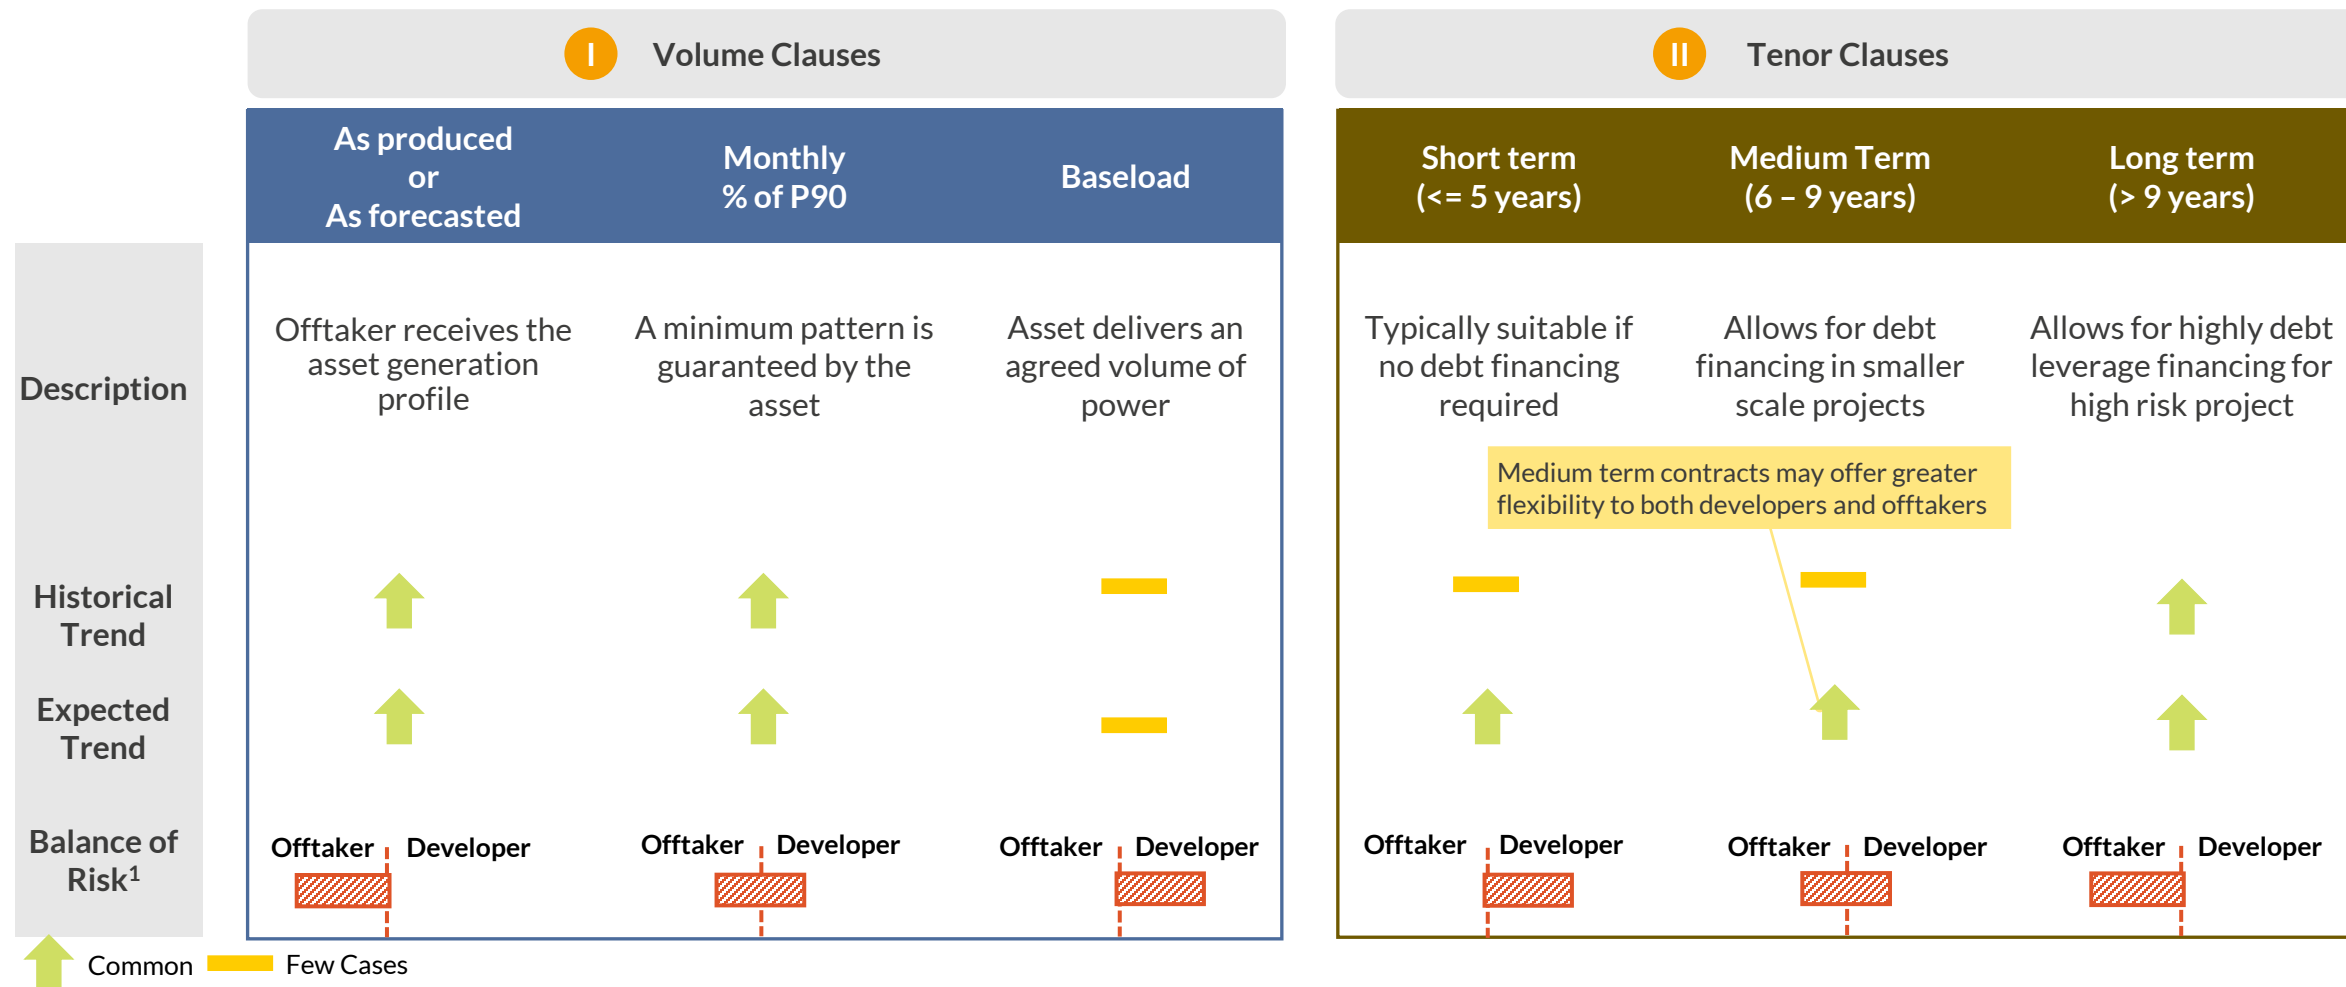 I Volume Clauses
II Tenor Clauses
As produced
or
As forecasted
Monthly
% of P90
Baseload
Short term
(<= 5 years)
Medium Term
(6 – 9 years)
Long term
(> 9 years)
Description
Offtaker receives the
asset generation
profile
A minimum pattern is
guaranteed by the
asset
Asset delivers an
agreed volume of
power
Typically suitable if
no debt financing
required
Allows for debt
financing in smaller
scale projects
Allows for highly debt
leverage financing for
high risk project
Medium term contracts may offer greater
flexibility to both developers and offtakers
Historical
Trend
Expected
Trend
Balance of
Risk¹
Offtaker Developer
Offtaker Developer
Offtaker Developer
Offtaker Developer
Offtaker Developer
Offtaker Developer
Common Few Cases